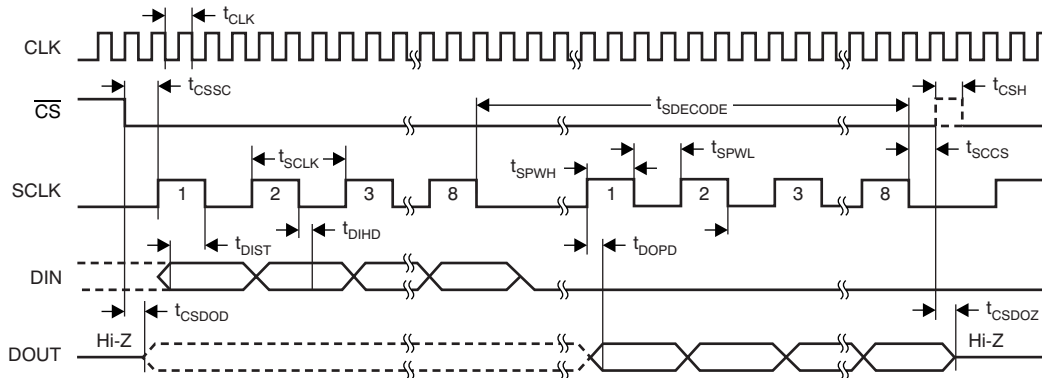 tCLK
CLK
tCSSC
tCSH
CS
tSDECODE
tSCLK
tSPWH
tSPWL
tSCCS
SCLK
1
2
3
8
1
2
3
8
tDIST
tDIHD
tDOPD
DIN
tCSDOD
tCSDOZ
Hi-Z
Hi-Z
DOUT